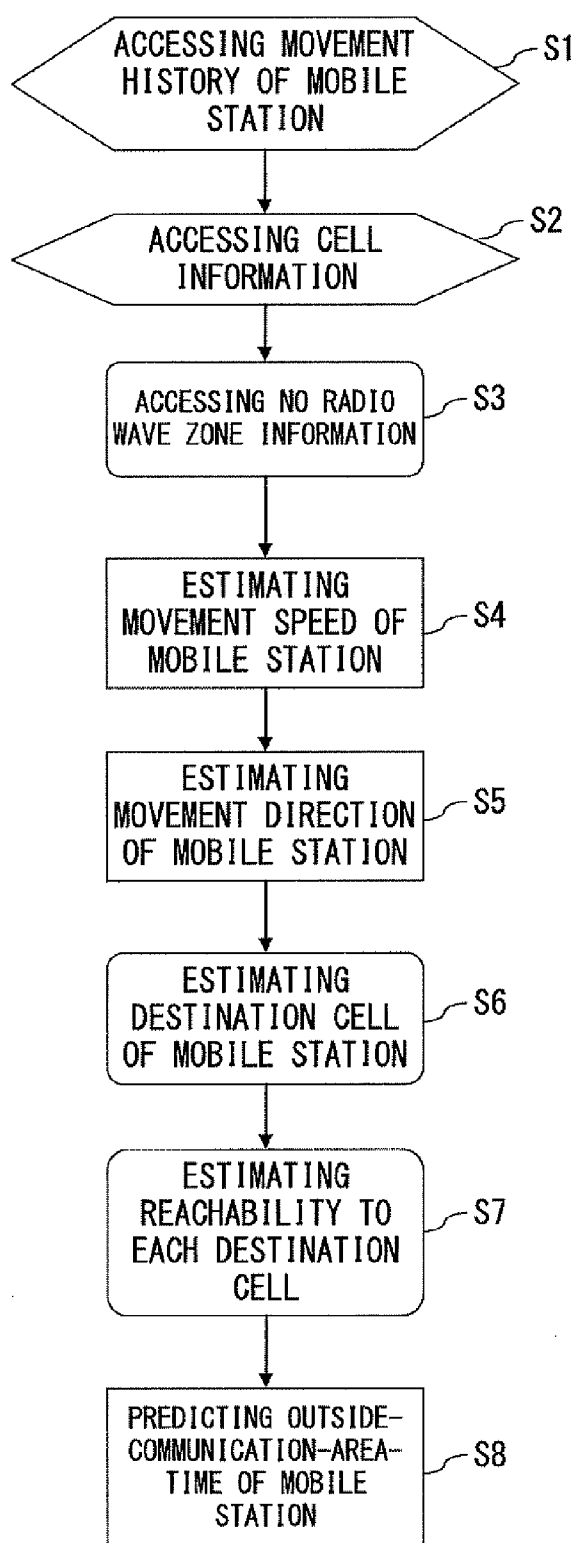 ACCESSING MOVEMENT
HISTORY OF MOBILE
STATION
S1
ACCESSING CELL
INFORMATION
S2
ACCESSING NO RADIO
WAVE ZONE INFORMATION
S3
ESTIMATING
MOVEMENT SPEED OF
MOBILE STATION
S4
ESTIMATING
MOVEMENT DIRECTION
OF MOBILE STATION
S5
ESTIMATING
DESTINATION CELL
OF MOBILE STATION
S6
ESTIMATING
REACHABILITY TO
EACH DESTINATION
CELL
S7
PREDICTING OUTSIDE-
COMMUNICATION-AREA-
TIME OF MOBILE
STATION
S8